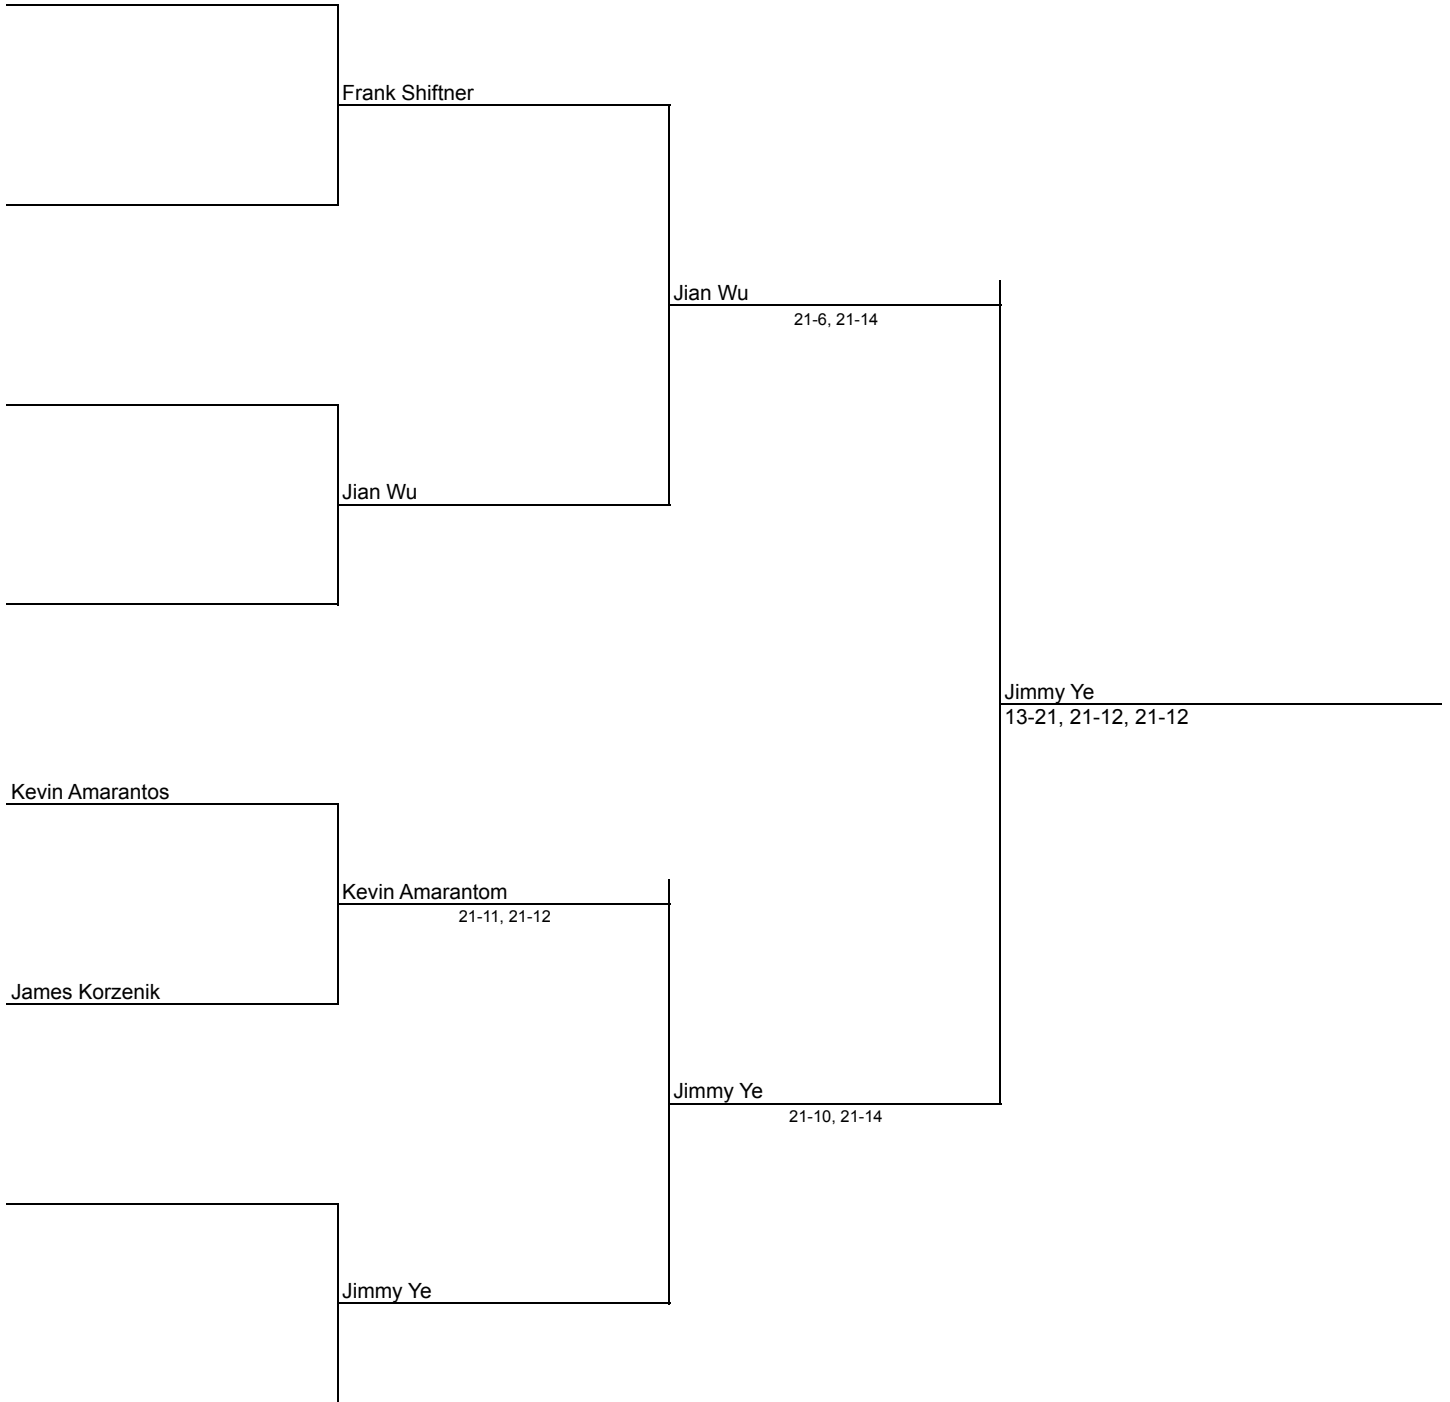 Frank Shiftner
Jian Wu
21-6, 21-14
Jian Wu
Jimmy Ye
13-21, 21-12, 21-12
Kevin Amarantos
Kevin Amarantom
21-11, 21-12
James Korzenik
Jimmy Ye
21-10, 21-14
Jimmy Ye